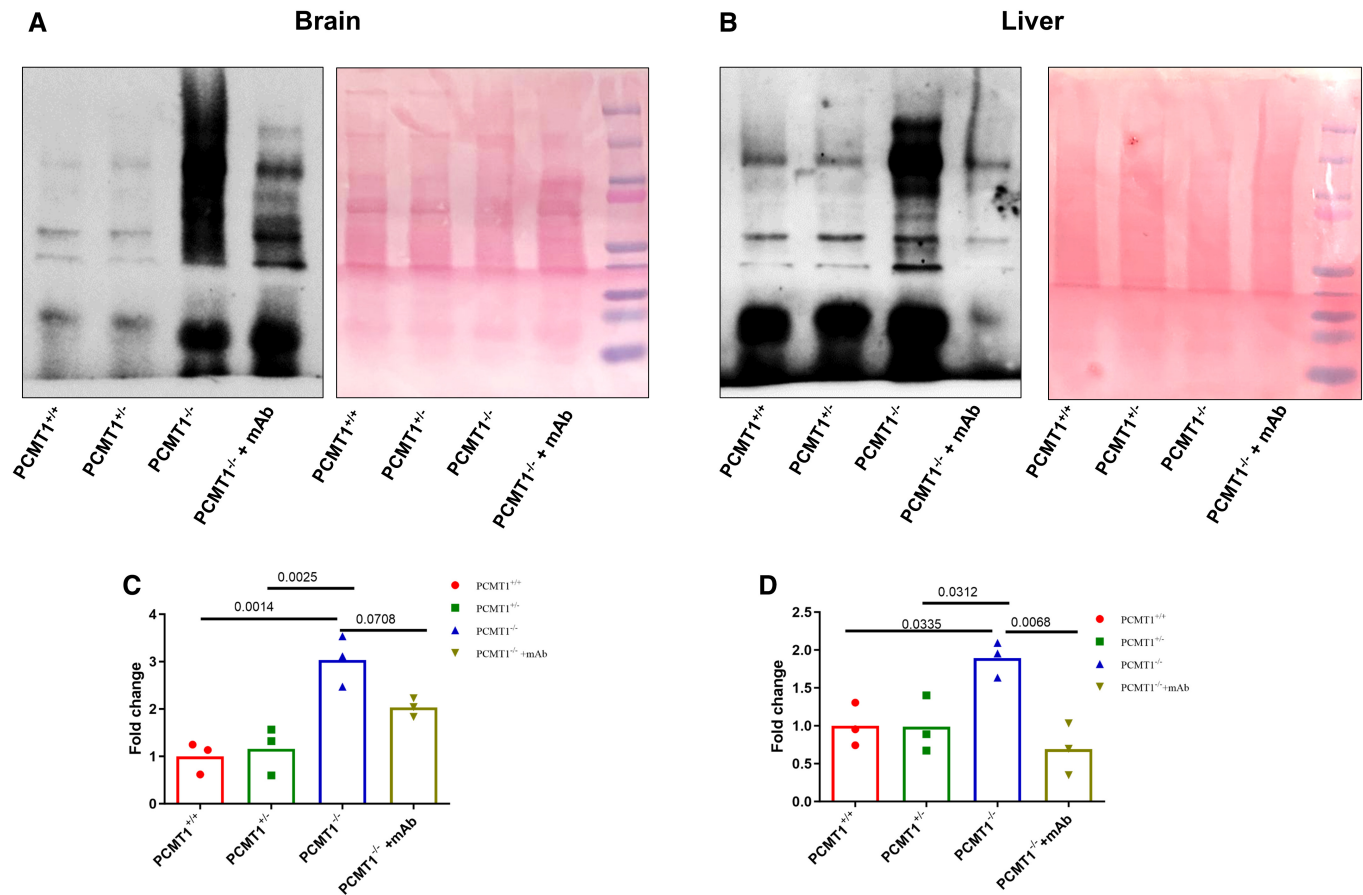 A
Brain
B
Liver
PCMT1+/+
PCMT1+/-
PCMT1-/-
PCMT1-/- + mAb
PCMT1+/+
PCMT1+/-
PCMT1-/-
PCMT1-/- + mAb
PCMT1+/+
PCMT1+/-
PCMT1-/-
PCMT1-/- + mAb
PCMT1+/+
PCMT1+/-
PCMT1-/-
PCMT1-/- + mAb
C
0.0025
0.0014
0.0708
Fold change
4
3
2
1
0
PCMT1+/+
PCMT1+/-
PCMT1-/-
PCMT1-/- +mAb
PCMT1+/+
PCMT1+/-
PCMT1-/-
PCMT1-/- +mAb
D
0.0312
0.0335
0.0068
Fold change
2.5
2.0
1.5
1.0
0.5
0.0
PCMT1+/+
PCMT1+/-
PCMT1-/-
PCMT1-/-+mAb
PCMT1+/+
PCMT1+/-
PCMT1-/-
PCMT1-/-+mAb